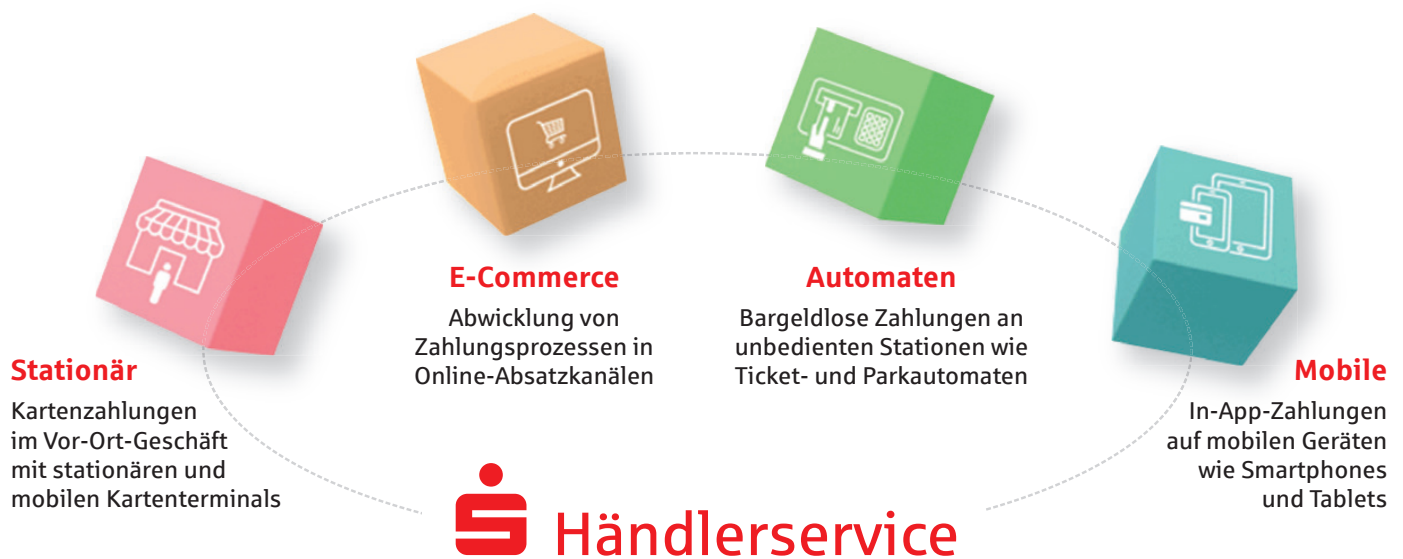 Stationär
Kartenzahlungen
im Vor-Ort-Geschäft
mit stationären und
mobilen Kartenterminals
E-Commerce
Abwicklung von
Zahlungsprozessen in
Online-Absatzkanälen
Automaten
Bargeldlose Zahlungen an
unbedienten Stationen wie
Ticket- und Parkautomaten
Mobile
In-App-Zahlungen
auf mobilen Geräten
wie Smartphones
und Tablets
Händlerservice